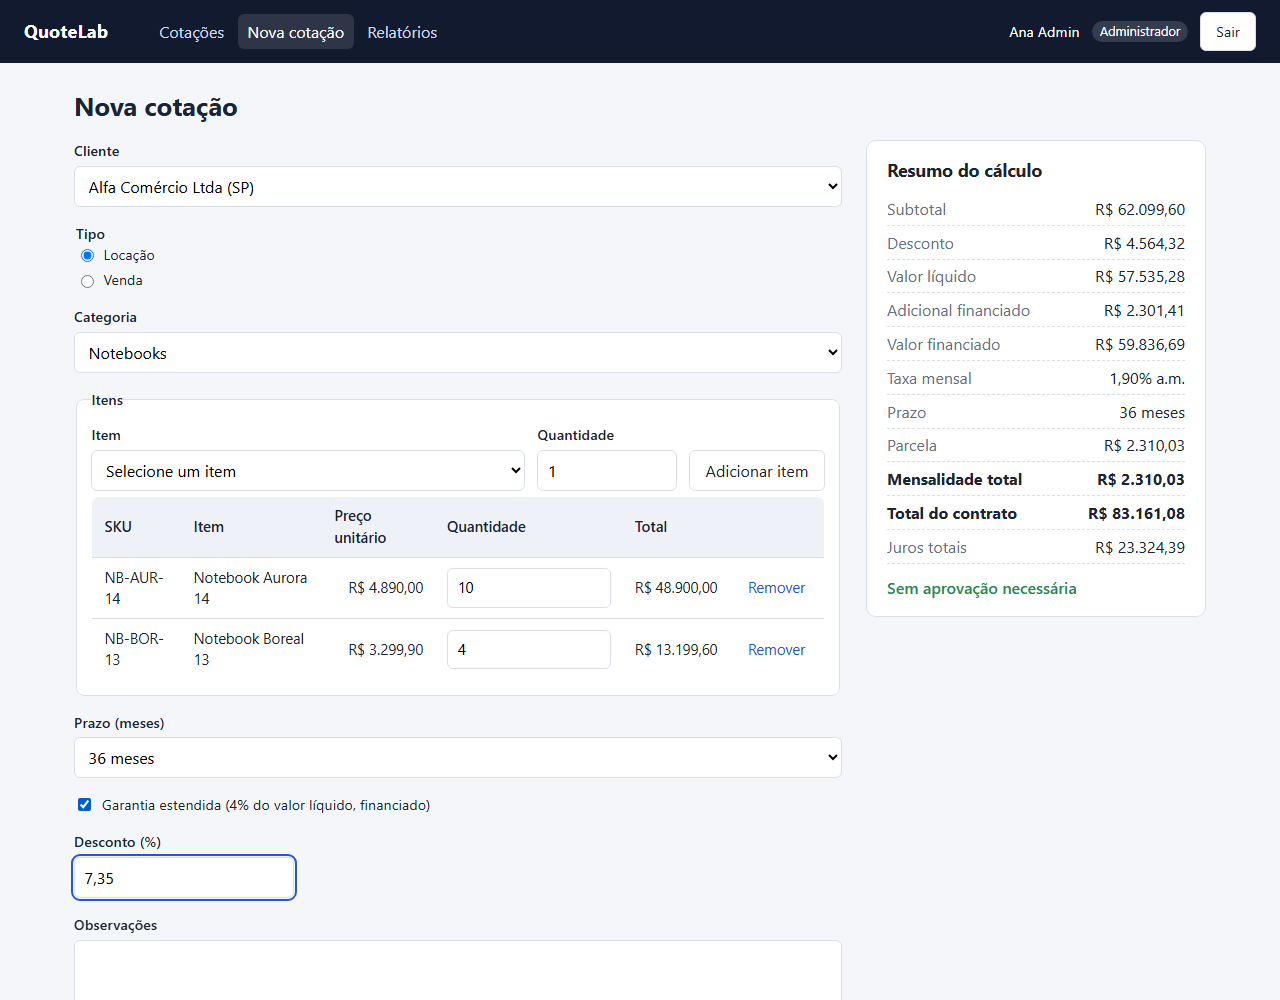 QuoteLab Cotações Nova cotação Relatórios Ana Admin Administrador Sair
Nova cotação
Cliente
Alfa Comércio Ltda (SP)
Tipo
Locação
Venda
Categoria
Notebooks
Itens
Item Quantidade
Selecione um item 1 Adicionar item
SKU Item Preço unitário Quantidade Total
NB-AUR-14 Notebook Aurora 14 R$ 4.890,00 10 R$ 48.900,00 Remover
NB-BOR-13 Notebook Boreal 13 R$ 3.299,90 4 R$ 13.199,60 Remover
Prazo (meses)
36 meses
Garantia estendida (4% do valor líquido, financiado)
Desconto (%)
7,35
Observações
Resumo do cálculo
Subtotal R$ 62.099,60
Desconto R$ 4.564,32
Valor líquido R$ 57.535,28
Adicional financiado R$ 2.301,41
Valor financiado R$ 59.836,69
Taxa mensal 1,90% a.m.
Prazo 36 meses
Parcela R$ 2.310,03
Mensalidade total R$ 2.310,03
Total do contrato R$ 83.161,08
Juros totais R$ 23.324,39
Sem aprovação necessária